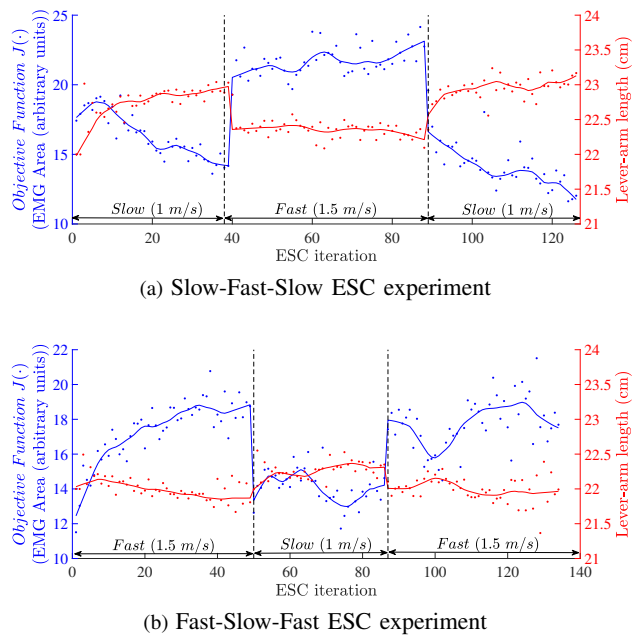 25
20
15
10
Objective Function J(·)
(EMG Area (arbitrary units))
24
23.5
23
22.5
22
21.5
21
Lever-arm length (cm)
Slow (1 m/s)
Fast (1.5 m/s)
Slow (1 m/s)
0 20 40 60 80 100 120
ESC iteration
(a) Slow-Fast-Slow ESC experiment
22
20
18
16
14
12
10
Objective Function J(·)
(EMG Area (arbitrary units))
24
23.5
23
22.5
22
21.5
21
Lever-arm length (cm)
Fast (1.5 m/s)
Slow (1 m/s)
Fast (1.5 m/s)
0 20 40 60 80 100 120 140
ESC iteration
(b) Fast-Slow-Fast ESC experiment